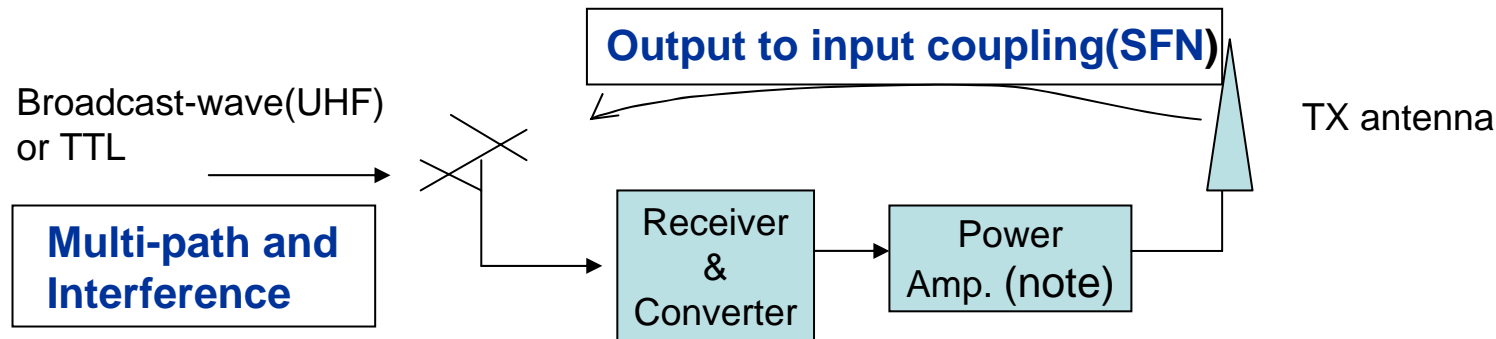 Output to input coupling(SFN)
Broadcast-wave(UHF)
or TTL
TX antenna
Multi-path and
Interference
Receiver
&
Converter
Power
Amp. (note)